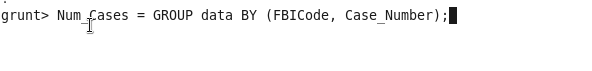 grunt> Num_Cases = GROUP data BY (FBICode, Case_Number);